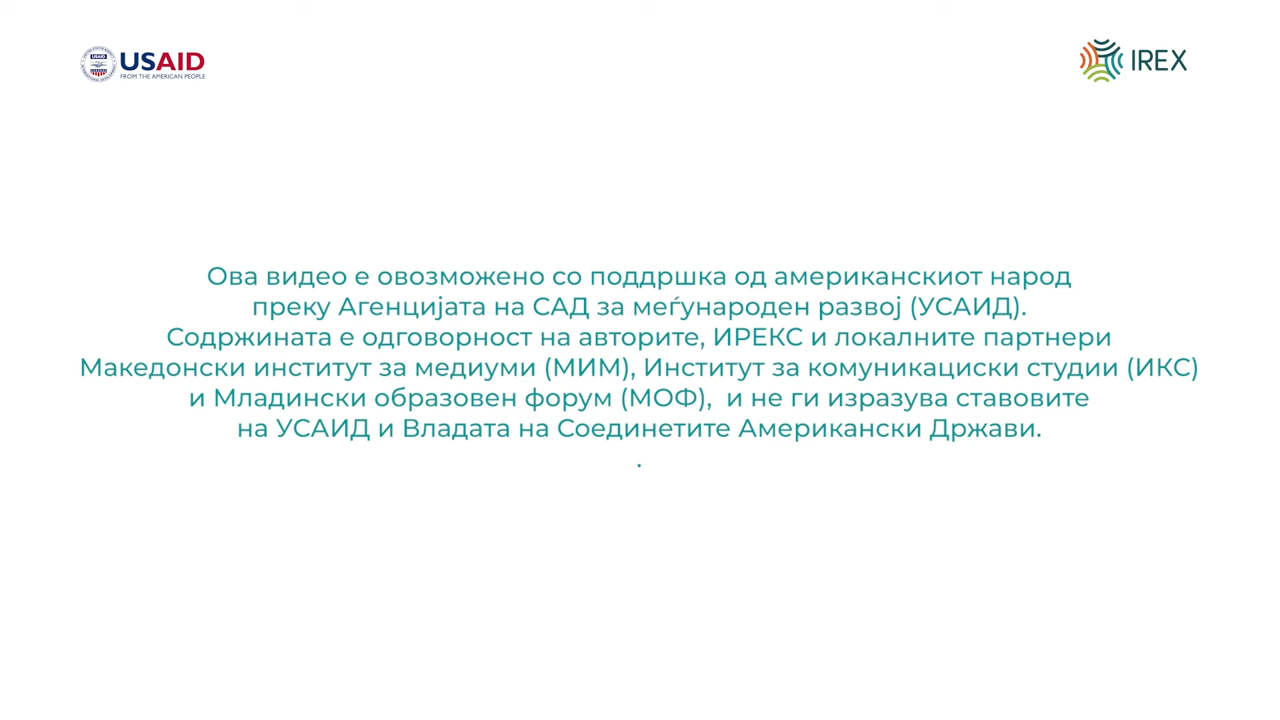 USAID
FROM THE AMERICAN PEOPLE
IREX
Ова видео е овозможено со поддршка од американскиот народ
преку Агенцијата на САД за меѓународен развој (УСАИД).
Содржината е одговорност на авторите, ИРЕКС и локалните партнери
Македонски институт за медиуми (МИМ), Институт за комуникациски студии (ИКС)
и Младински образовен форум (МОФ),  и не ги изразува ставовите
на УСАИД и Владата на Соединетите Американски Држави.
.